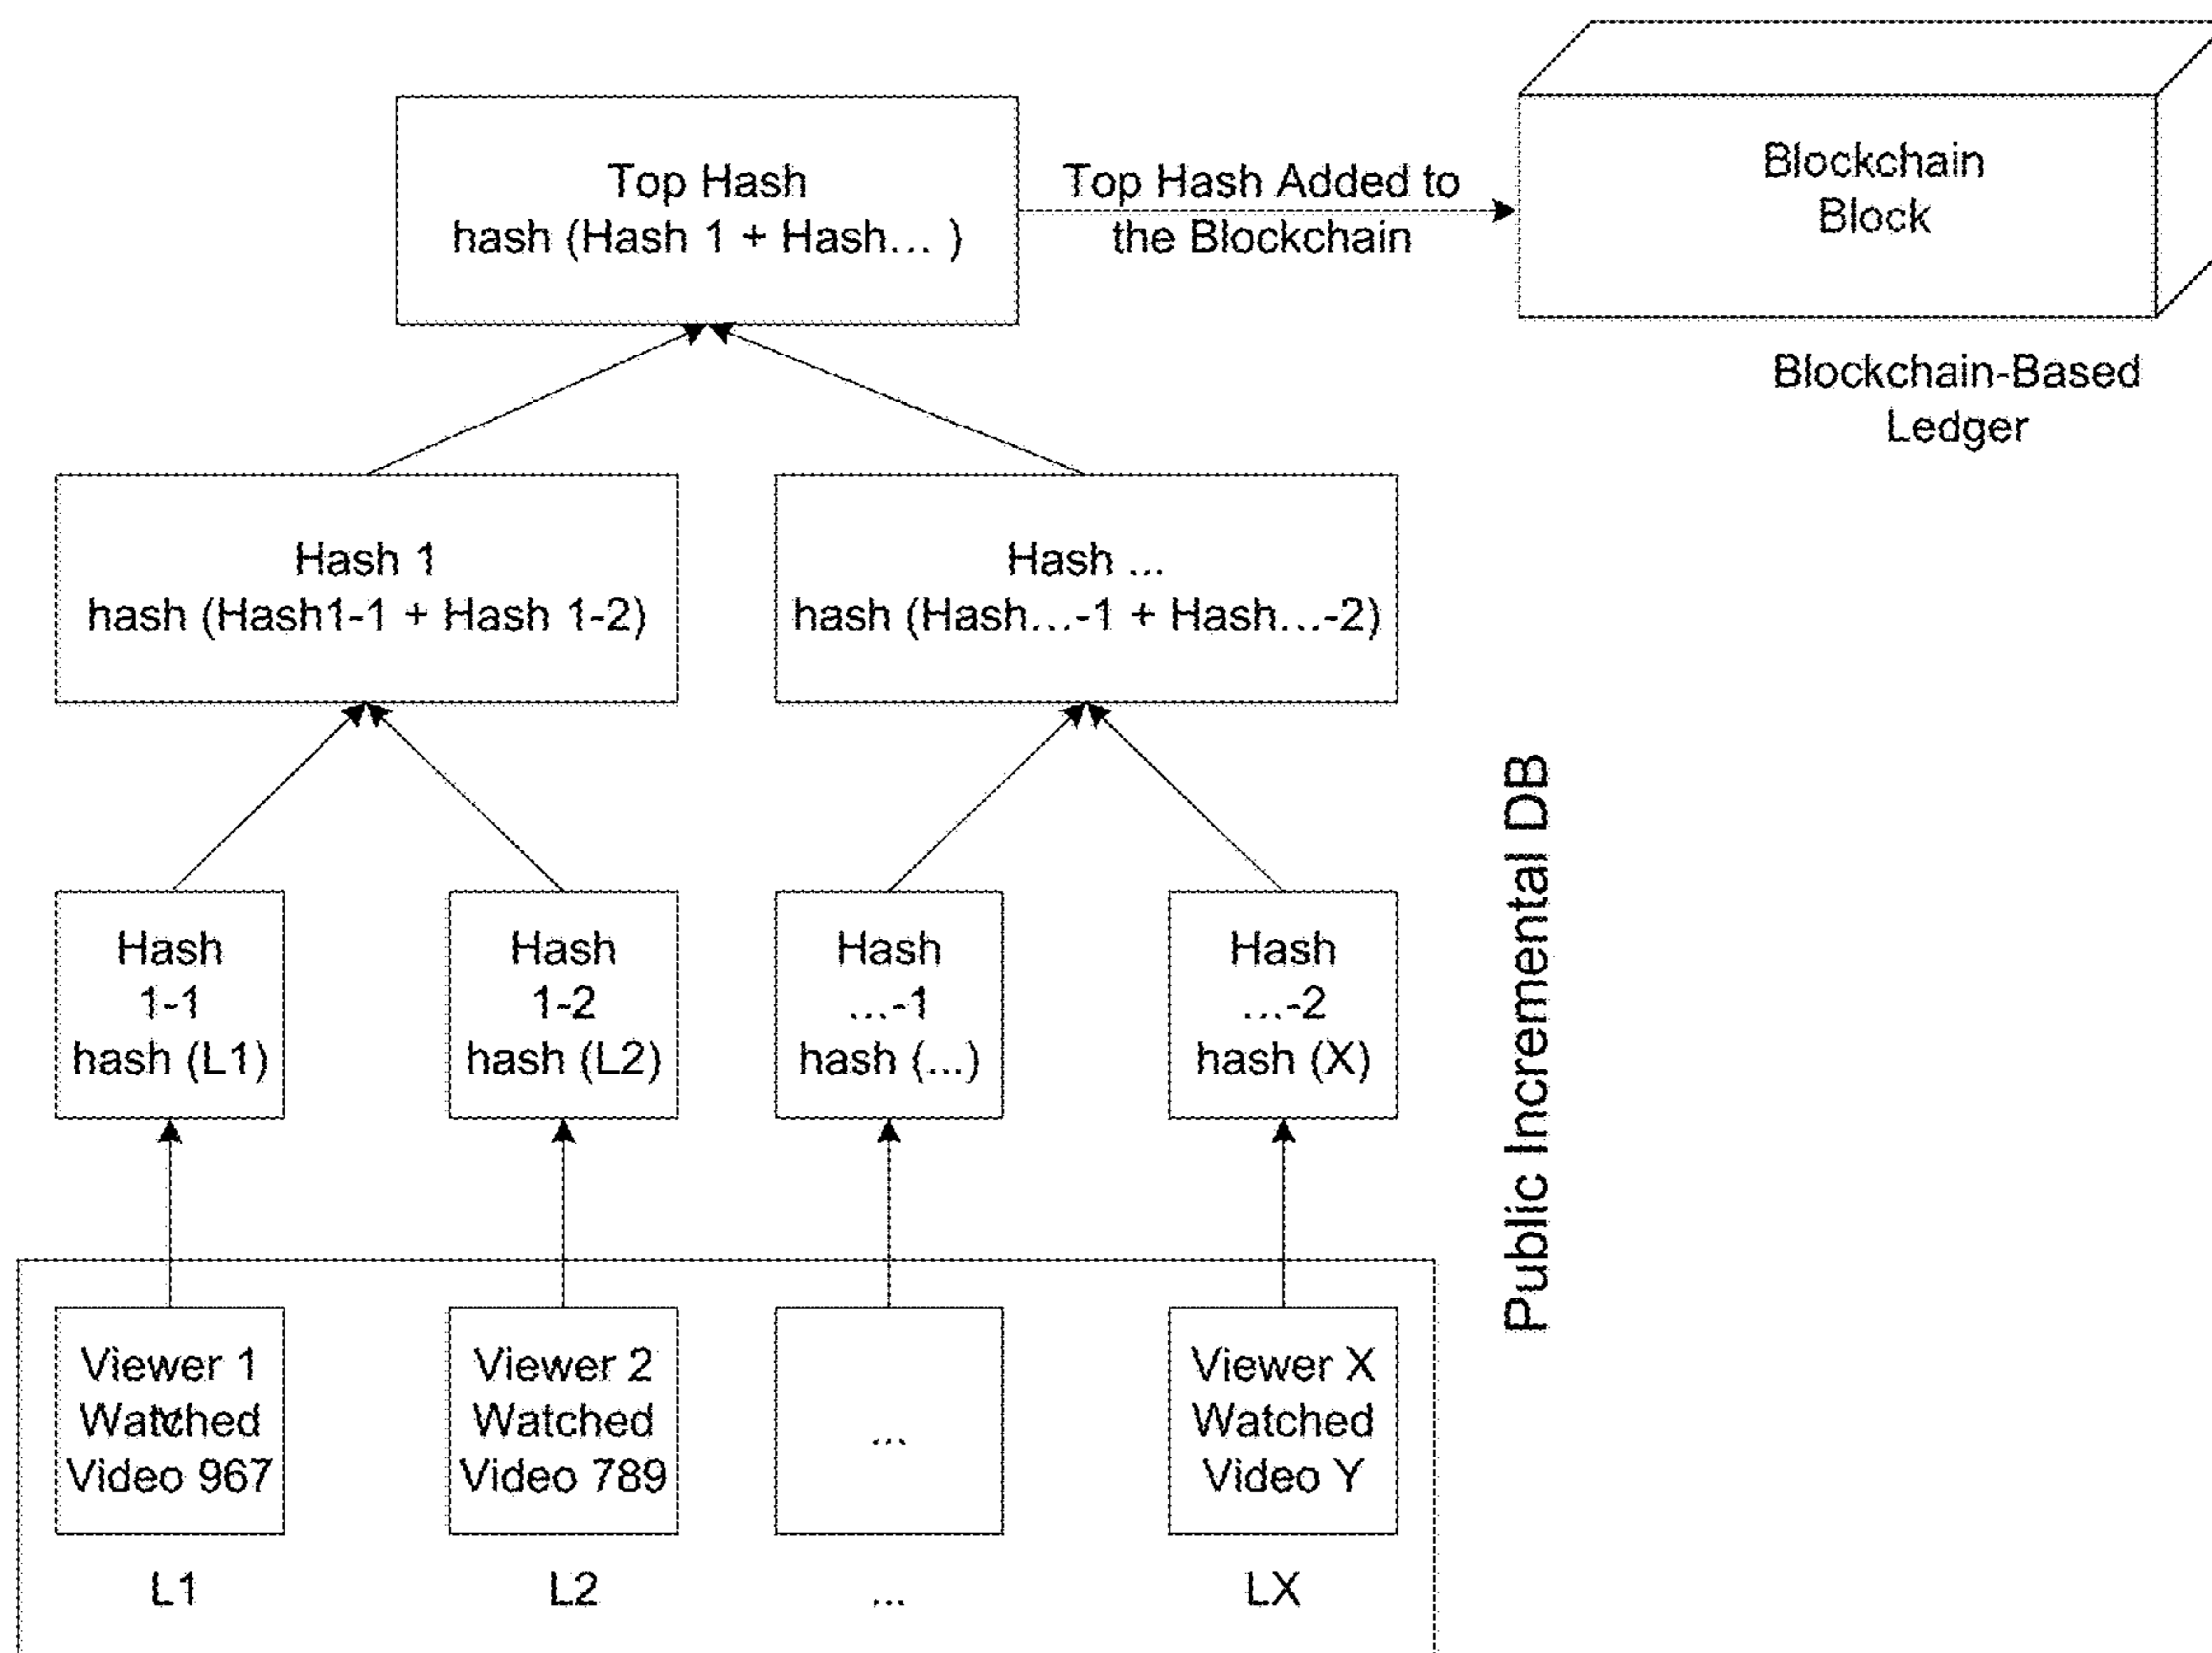 Top Hash
hash (Hash 1 + Hash... )
Top Hash Added to
the Blockchain
Blockchain
Block
Blockchain-Based
Ledger
Hash 1
hash (Hash1-1 + Hash 1-2)
Hash ...
hash (Hash...-1 + Hash...-2)
Public Incremental DB
Hash
1-1
hash (L1)
Hash
1-2
hash (L2)
Hash
...-1
hash (...)
Hash
...-2
hash (X)
Viewer 1
Watched
Video 967
Viewer 2
Watched
Video 789
...
Viewer X
Watched
Video Y
L1
L2
...
LX